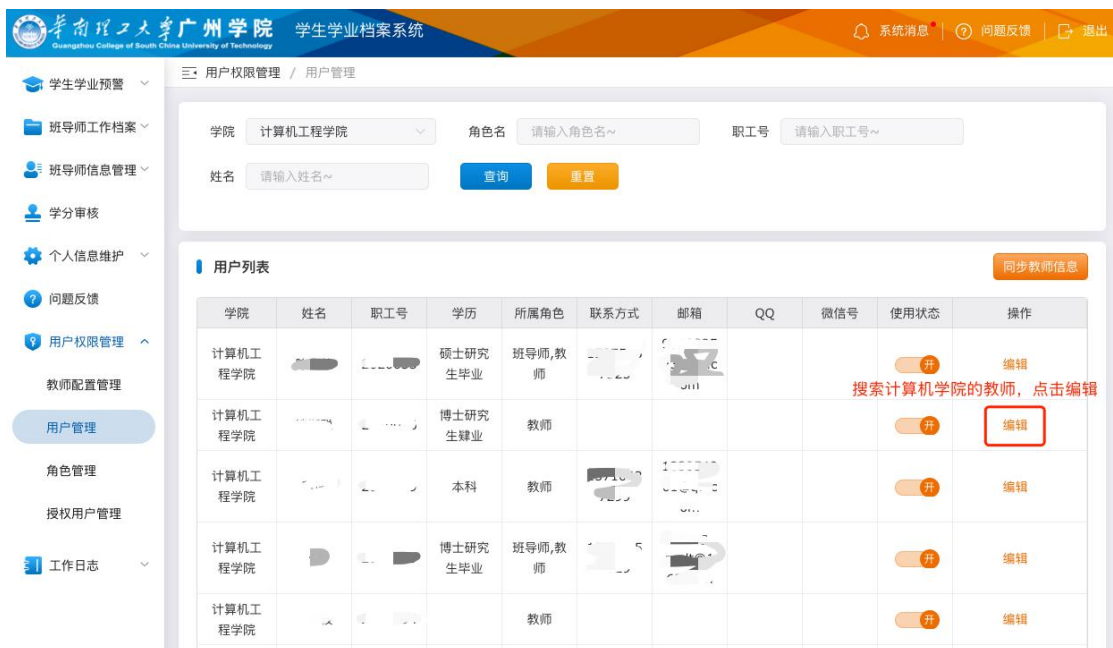 华南理工大学广州学院
Guangzhou College of South China University of Technology
学生学业档案系统
系统消息
问题反馈
退出
学生学业预警
班导师工作档案
班导师信息管理
学分审核
个人信息维护
问题反馈
用户权限管理
教师配置管理
用户管理
角色管理
授权用户管理
工作日志
用户权限管理 / 用户管理
学院 计算机工程学院 角色名 请输入角色名~ 职工号 请输入职工号~
姓名 请输入姓名~ 查询 重置
用户列表 同步教师信息
学院 姓名 职工号 学历 所属角色 联系方式 邮箱 QQ 微信号 使用状态 操作
计算机工 硕士研究 班导师,教
程学院 生毕业 师 开 编辑
搜索计算机学院的教师，点击编辑
计算机工 博士研究
程学院 生肄业 教师 开 编辑
计算机工
程学院 本科 教师 开 编辑
计算机工 博士研究 班导师,教
程学院 生毕业 师 开 编辑
计算机工
程学院 教师 开 编辑